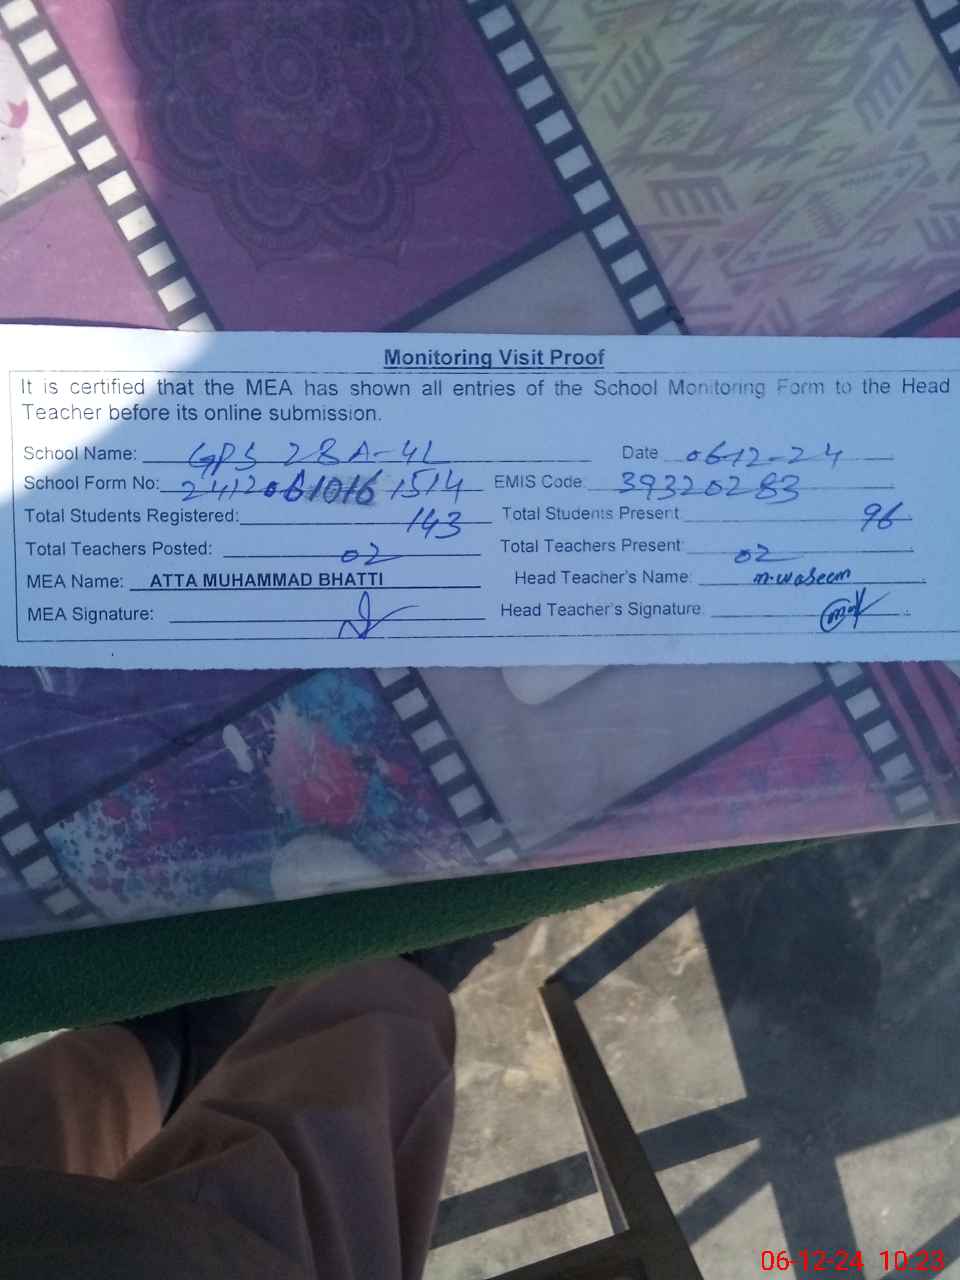 Monitoring Visit Proof
It is certified that the MEA has shown all entries of the School Monitoring Form to the Head
Teacher before its online submission.
School Name: GPS 28A-4L Date 06-12-24
School Form No: EMIS Code: 39320283
Total Students Registered: 143 Total Students Present: 96
Total Teachers Posted: 02 Total Teachers Present: 02
MEA Name: ATTA MUHAMMAD BHATTI Head Teacher's Name: M.waseem
MEA Signature: Head Teacher's Signature:
06-12-24 10:23